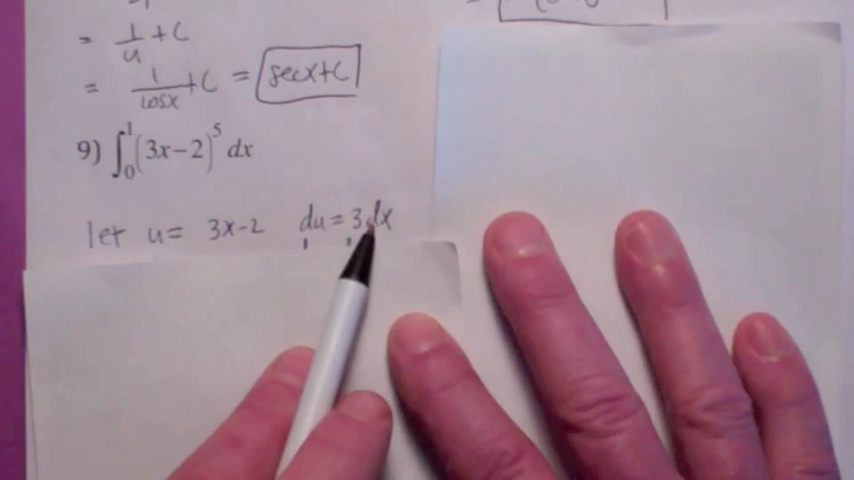 = 1/u + C
= 1/cosx + C = secx + C
9) ∫₀¹ (3x−2)⁵ dx
let u = 3x-2 du = 3dx